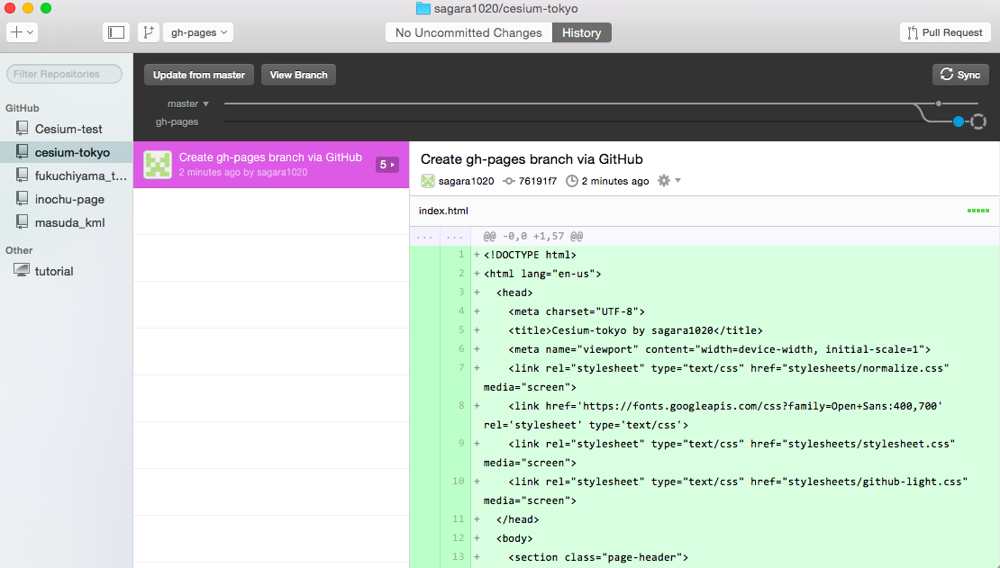 sagara1020/cesium-tokyo
gh-pages
No Uncommitted Changes
History
Pull Request
Filter Repositories
GitHub
Cesium-test
cesium-tokyo
fukuchiyama_t...
inochu-page
masuda_kml
Other
tutorial
Update from master
View Branch
Sync
master
gh-pages
Create gh-pages branch via GitHub
2 minutes ago by sagara1020
5
Create gh-pages branch via GitHub
sagara1020 76191f7 2 minutes ago
index.html
... ... @@ -0,0 +1,57 @@
1 + <!DOCTYPE html>
2 + <html lang="en-us">
3 + <head>
4 + <meta charset="UTF-8">
5 + <title>Cesium-tokyo by sagara1020</title>
6 + <meta name="viewport" content="width=device-width, initial-scale=1">
7 + <link rel="stylesheet" type="text/css" href="stylesheets/normalize.css"
media="screen">
8 + <link href='https://fonts.googleapis.com/css?family=Open+Sans:400,700'
rel='stylesheet' type='text/css'>
9 + <link rel="stylesheet" type="text/css" href="stylesheets/stylesheet.css"
media="screen">
10 + <link rel="stylesheet" type="text/css" href="stylesheets/github-light.css"
media="screen">
11 + </head>
12 + <body>
13 + <section class="page-header">